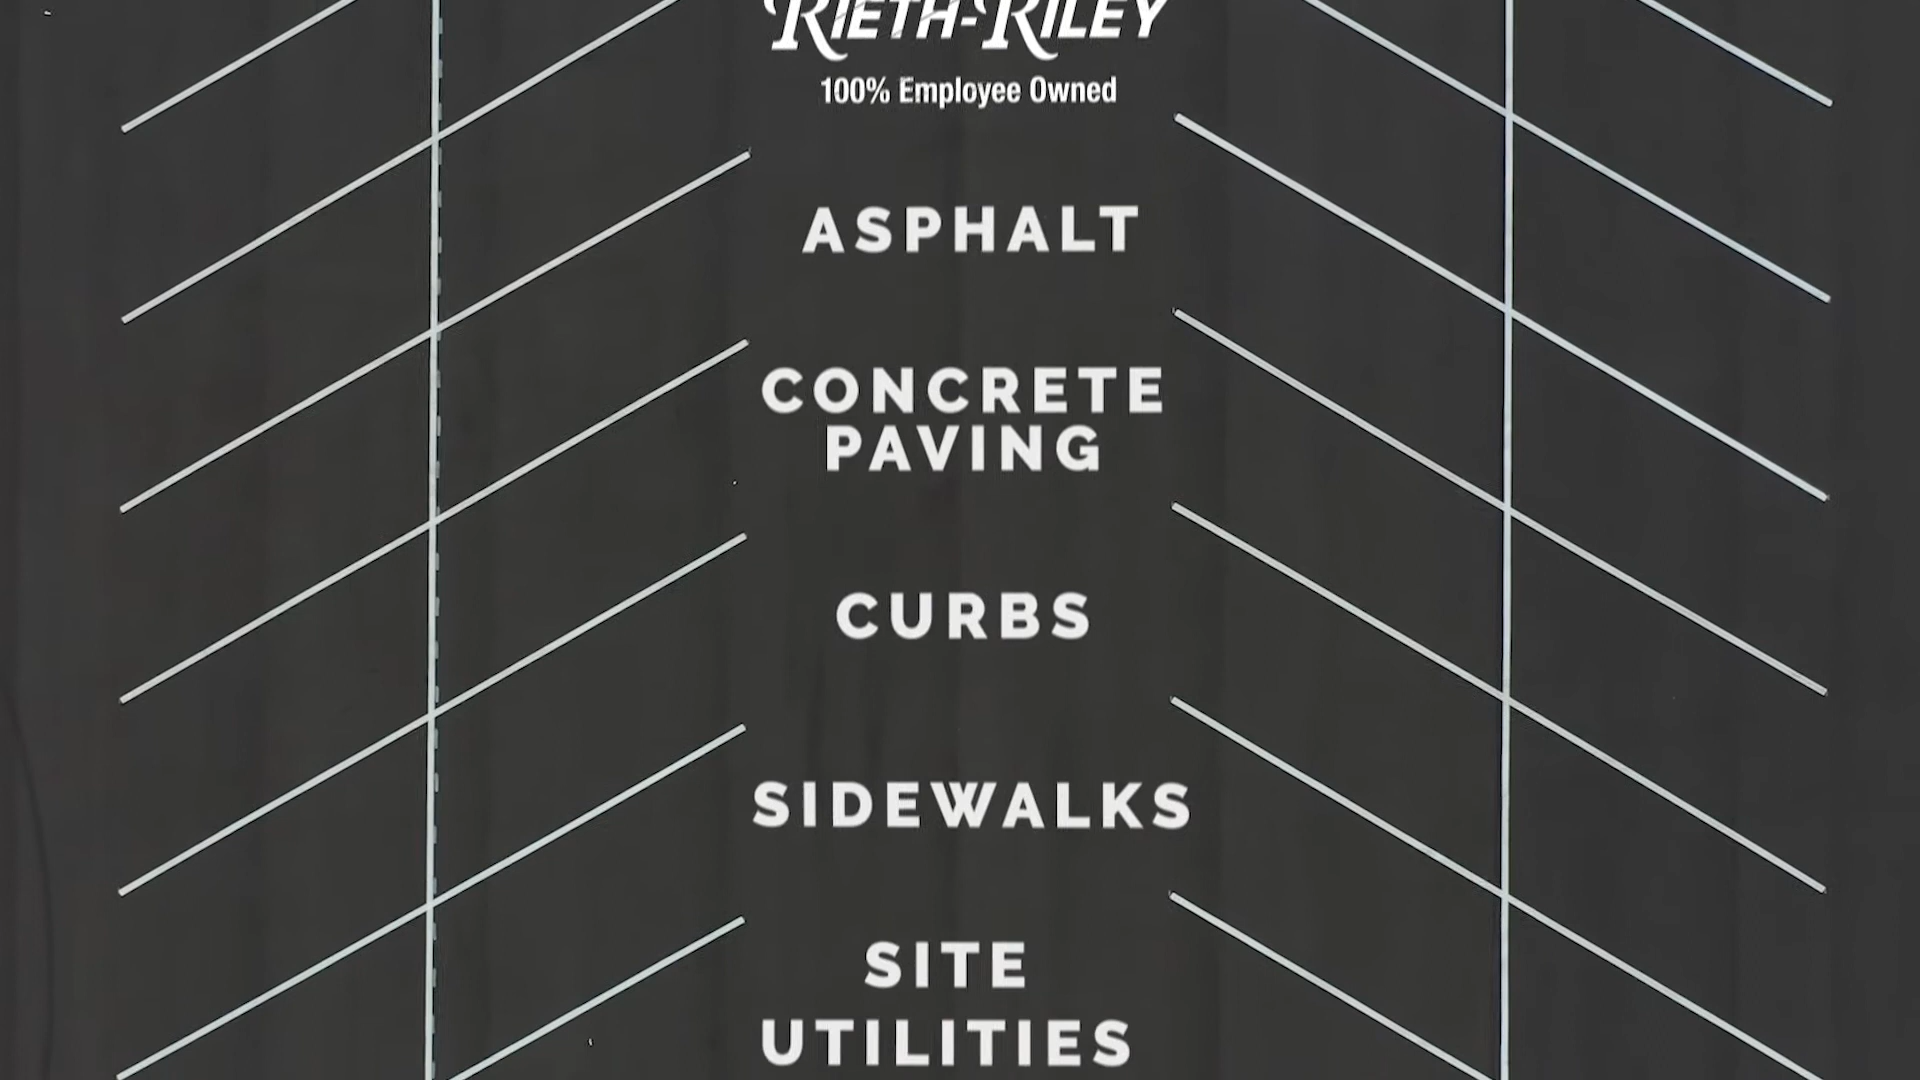 RIETH-RILEY
100% Employee Owned
ASPHALT
CONCRETE
PAVING
CURBS
SIDEWALKS
SITE
UTILITIES